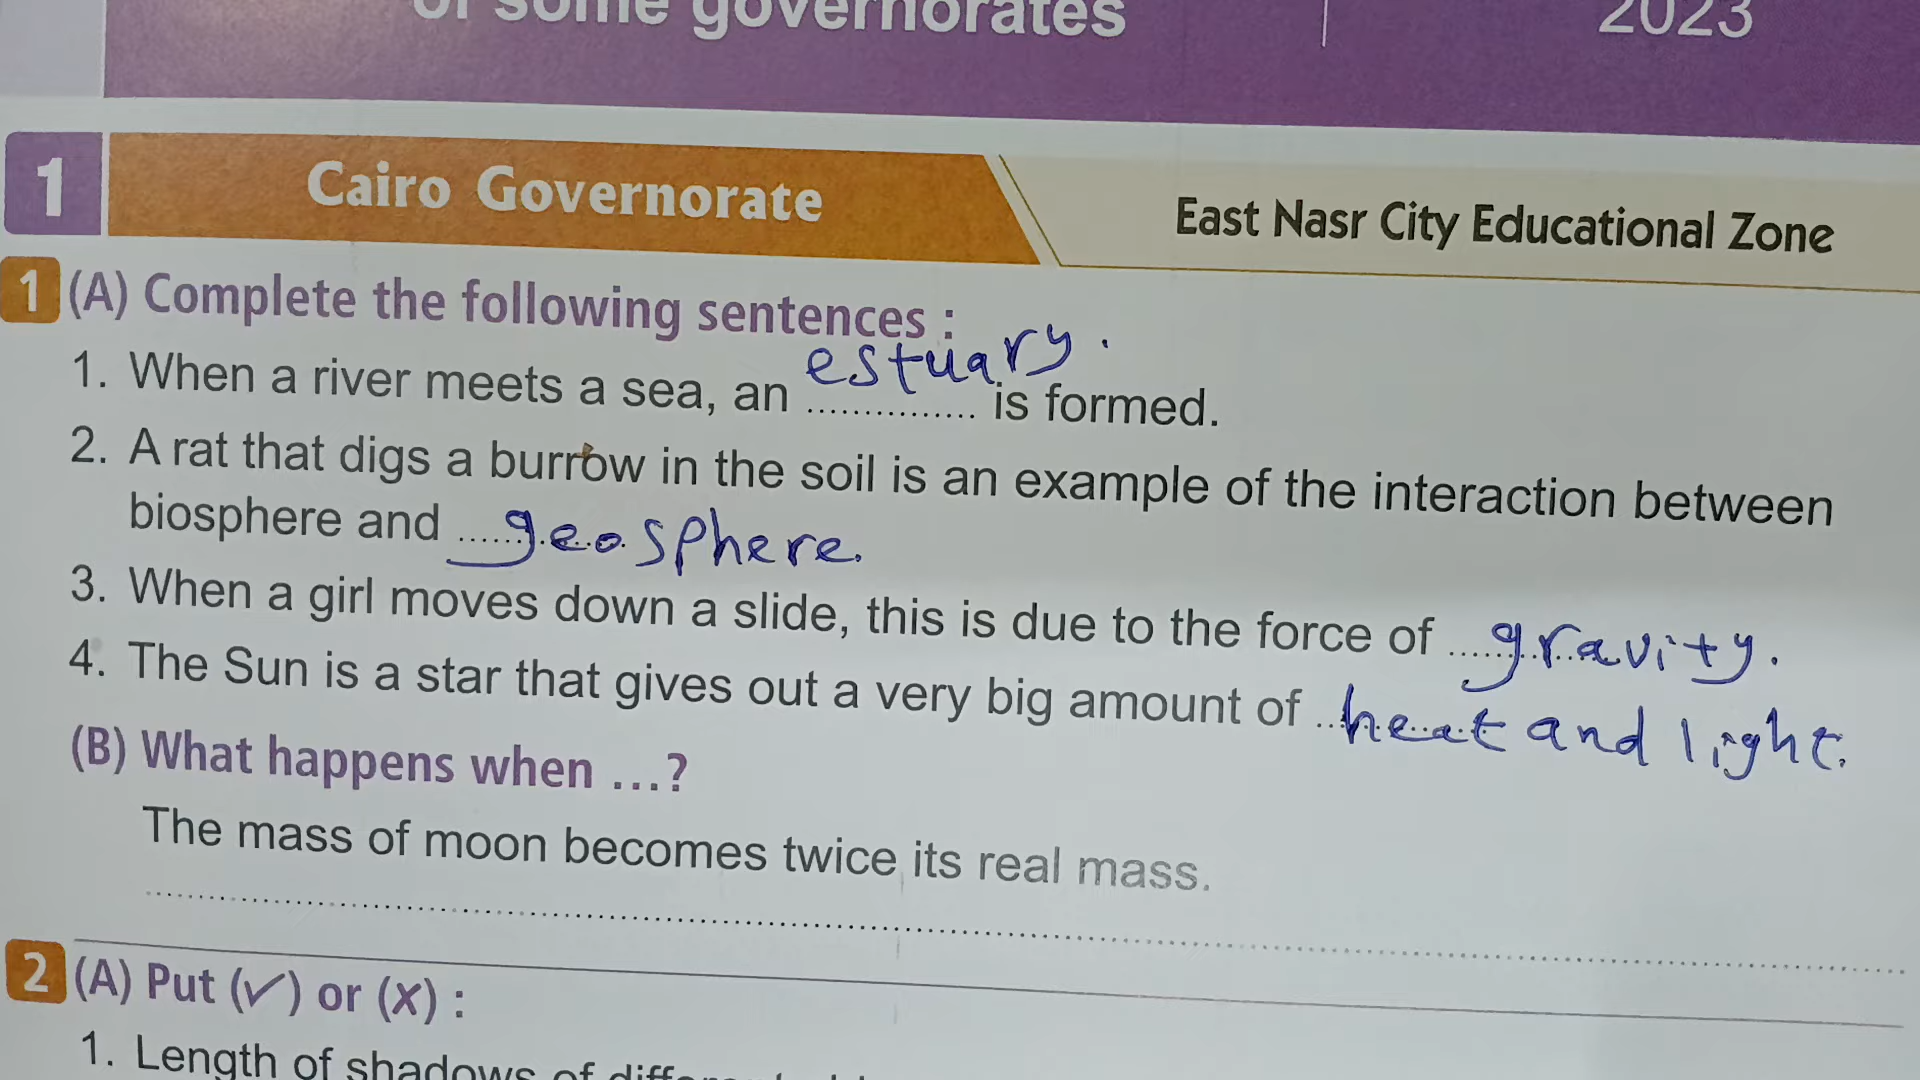 of some governorates 2023
1 Cairo Governorate East Nasr City Educational Zone
1 (A) Complete the following sentences :
1. When a river meets a sea, an estuary. is formed.
2. A rat that digs a burrow in the soil is an example of the interaction between
biosphere and geosphere.
3. When a girl moves down a slide, this is due to the force of gravity.
4. The Sun is a star that gives out a very big amount of heat and light.
(B) What happens when ...?
The mass of moon becomes twice its real mass.
2 (A) Put (✓) or (x) :
1. Length of shadows of